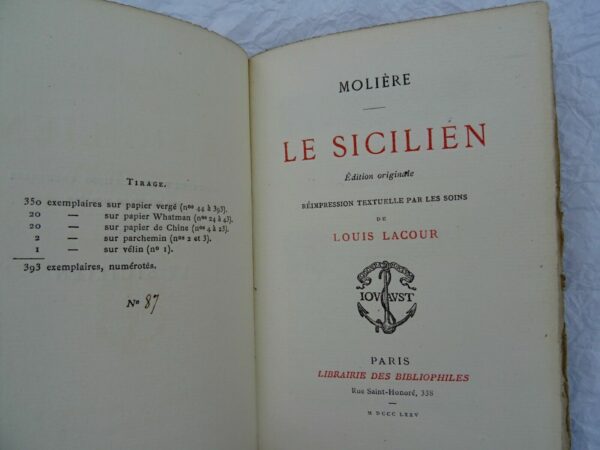 TIRAGE.
350 exemplaires sur papier vergé (nos 44 à 393).
20 — sur papier Whatman (nos 24 à 43).
20 — sur papier de Chine (nos 4 à 23).
2 — sur parchemin (nos 2 et 3).
1 — sur vélin (no 1).
393 exemplaires, numérotés.
No 87
MOLIÈRE
LE SICILIEN
Édition originale
RÉIMPRESSION TEXTUELLE PAR LES SOINS
DE
LOUIS LACOUR
IOVAVST
PARIS
LIBRAIRIE DES BIBLIOPHILES
Rue Saint-Honoré, 338
M DCCC LXXV